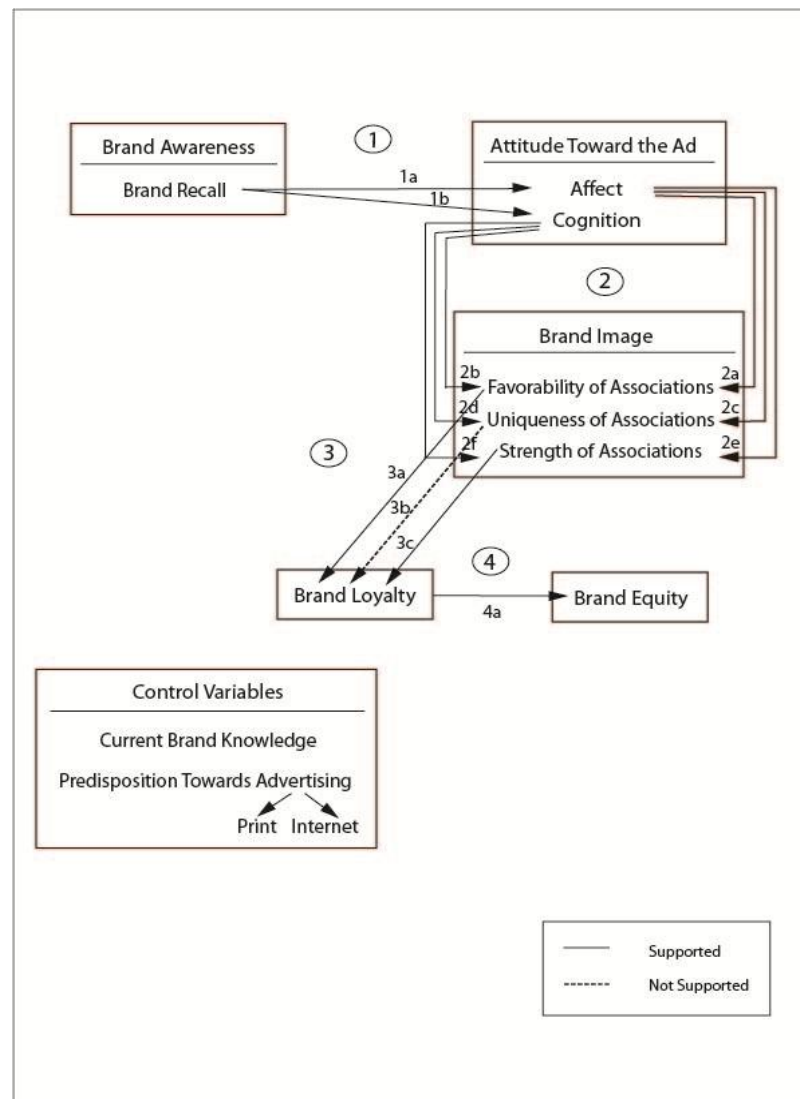 1
Brand Awareness
Attitude Toward the Ad
Brand Recall
1a
Affect
1b
Cognition
2
Brand Image
2b
Favorability of Associations
2a
2d
Uniqueness of Associations
2c
2f
Strength of Associations
2e
3
3a
3b
3c
4
Brand Loyalty
4a
Brand Equity
Control Variables
Current Brand Knowledge
Predisposition Towards Advertising
Print Internet
Supported
Not Supported